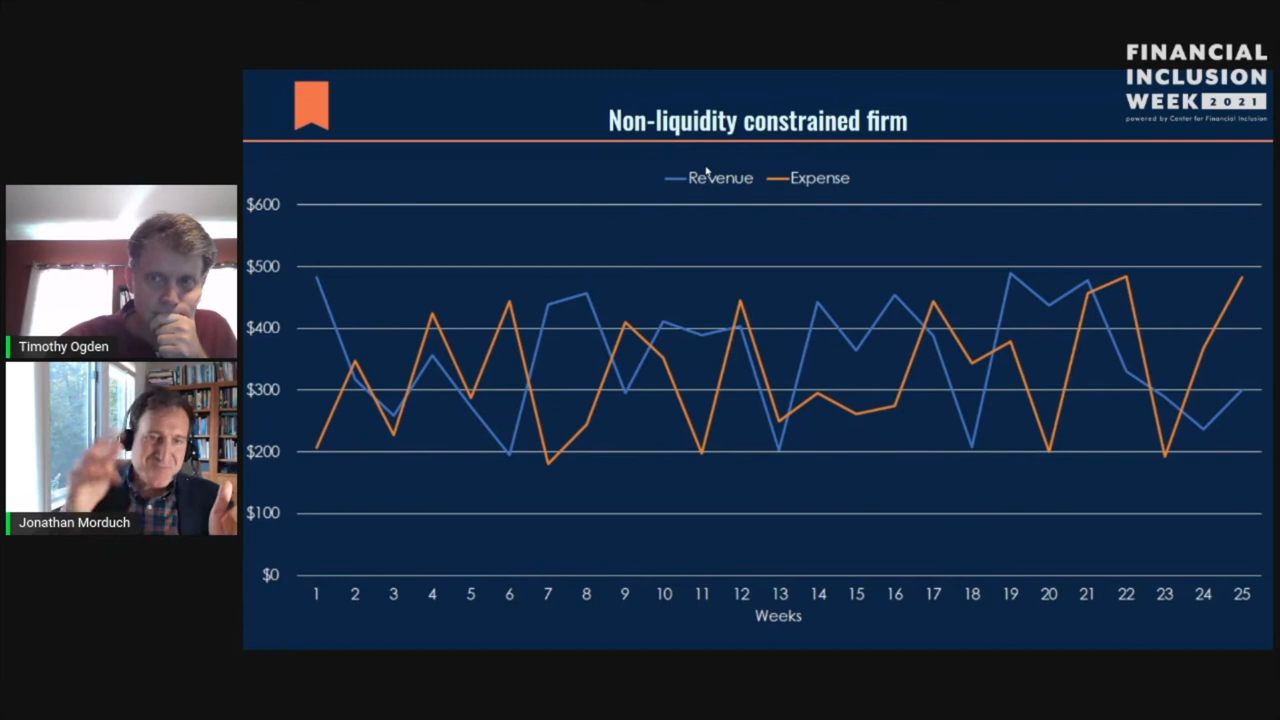 FINANCIAL
INCLUSION
WEEK 2021
powered by Center for Financial Inclusion
Non-liquidity constrained firm
Revenue Expense
$600
$500
$400
$300
$200
$100
$0
1 2 3 4 5 6 7 8 9 10 11 12 13 14 15 16 17 18 19 20 21 22 23 24 25
Weeks
Timothy Ogden
Jonathan Morduch